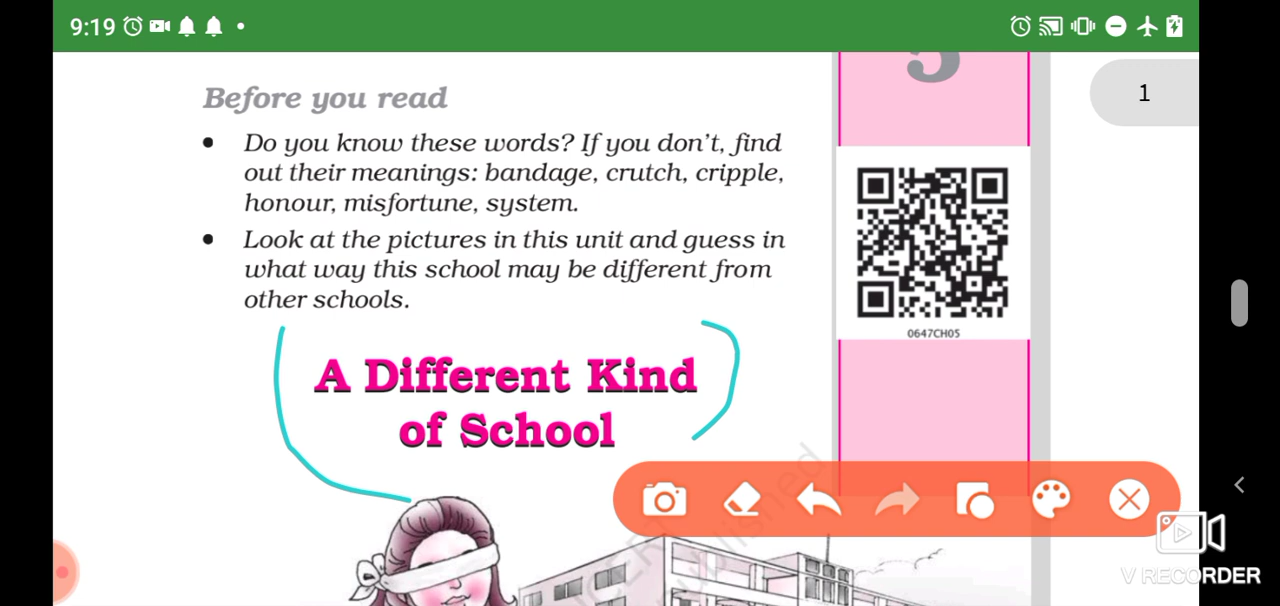 9:19
5
1
Before you read
• Do you know these words? If you don't, find
out their meanings: bandage, crutch, cripple,
honour, misfortune, system.
• Look at the pictures in this unit and guess in
what way this school may be different from
other schools.
0647CH05
A Different Kind
of School
published
V RECORDER